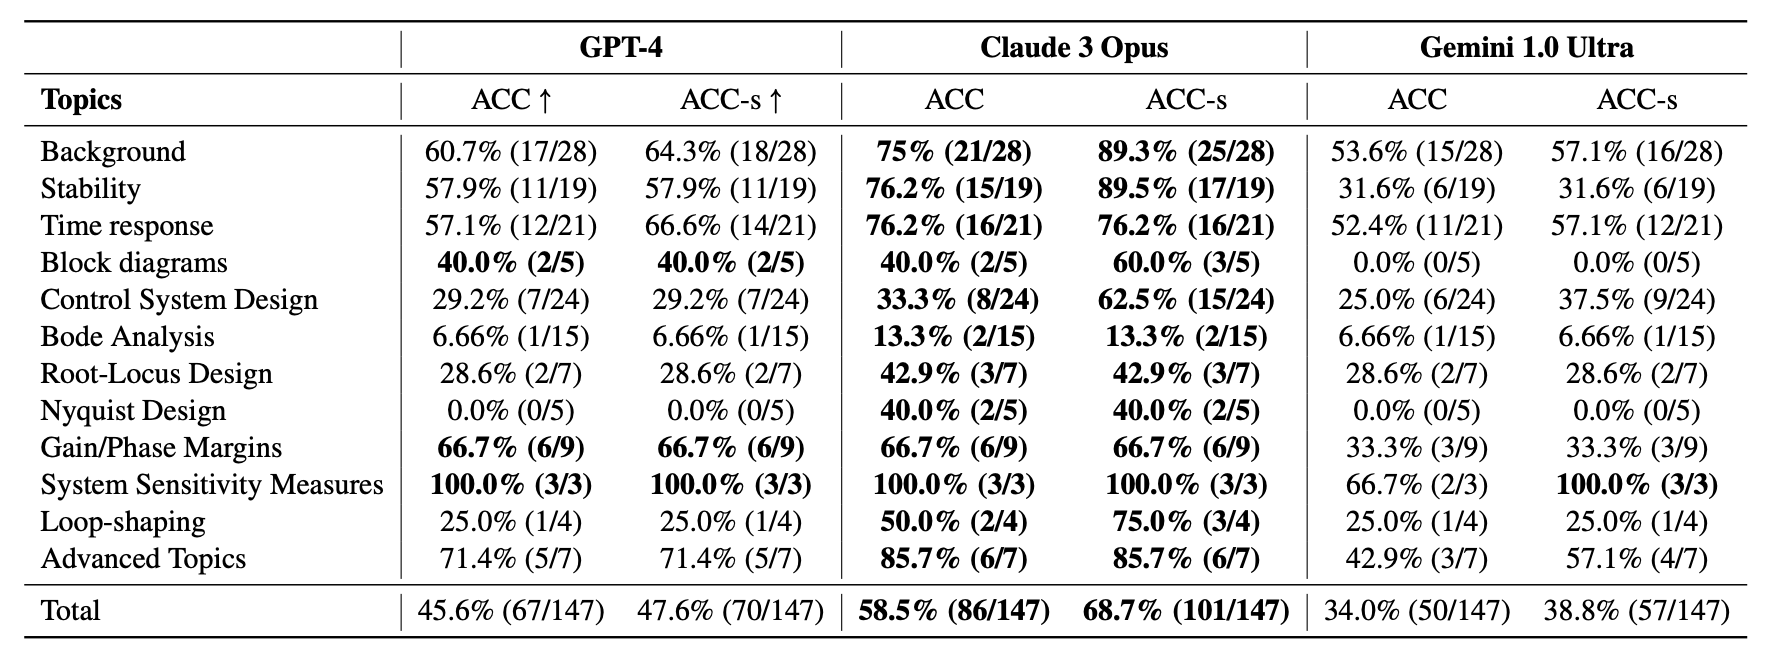 GPT-4 Claude 3 Opus Gemini 1.0 Ultra
Topics ACC ↑ ACC-s ↑ ACC ACC-s ACC ACC-s
Background 60.7% (17/28) 64.3% (18/28) 75% (21/28) 89.3% (25/28) 53.6% (15/28) 57.1% (16/28)
Stability 57.9% (11/19) 57.9% (11/19) 76.2% (15/19) 89.5% (17/19) 31.6% (6/19) 31.6% (6/19)
Time response 57.1% (12/21) 66.6% (14/21) 76.2% (16/21) 76.2% (16/21) 52.4% (11/21) 57.1% (12/21)
Block diagrams 40.0% (2/5) 40.0% (2/5) 40.0% (2/5) 60.0% (3/5) 0.0% (0/5) 0.0% (0/5)
Control System Design 29.2% (7/24) 29.2% (7/24) 33.3% (8/24) 62.5% (15/24) 25.0% (6/24) 37.5% (9/24)
Bode Analysis 6.66% (1/15) 6.66% (1/15) 13.3% (2/15) 13.3% (2/15) 6.66% (1/15) 6.66% (1/15)
Root-Locus Design 28.6% (2/7) 28.6% (2/7) 42.9% (3/7) 42.9% (3/7) 28.6% (2/7) 28.6% (2/7)
Nyquist Design 0.0% (0/5) 0.0% (0/5) 40.0% (2/5) 40.0% (2/5) 0.0% (0/5) 0.0% (0/5)
Gain/Phase Margins 66.7% (6/9) 66.7% (6/9) 66.7% (6/9) 66.7% (6/9) 33.3% (3/9) 33.3% (3/9)
System Sensitivity Measures 100.0% (3/3) 100.0% (3/3) 100.0% (3/3) 100.0% (3/3) 66.7% (2/3) 100.0% (3/3)
Loop-shaping 25.0% (1/4) 25.0% (1/4) 50.0% (2/4) 75.0% (3/4) 25.0% (1/4) 25.0% (1/4)
Advanced Topics 71.4% (5/7) 71.4% (5/7) 85.7% (6/7) 85.7% (6/7) 42.9% (3/7) 57.1% (4/7)
Total 45.6% (67/147) 47.6% (70/147) 58.5% (86/147) 68.7% (101/147) 34.0% (50/147) 38.8% (57/147)